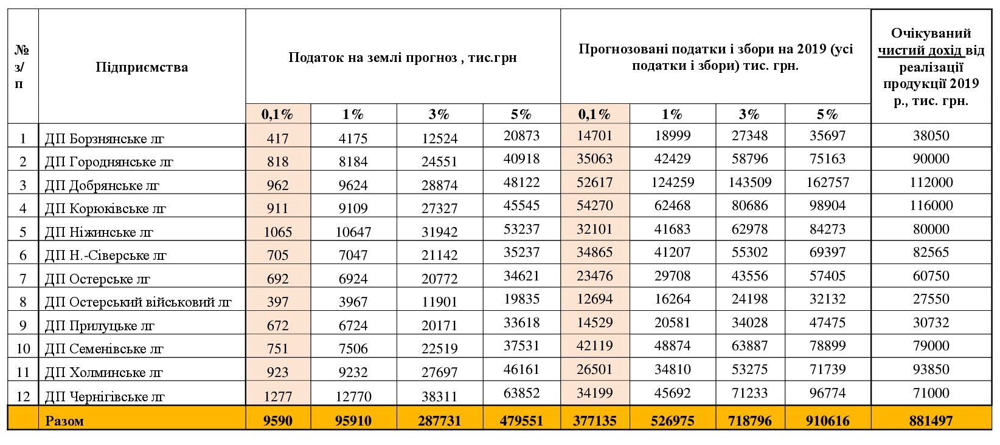 № з/п Підприємства Податок на землі прогноз , тис.грн Прогнозовані податки і збори на 2019 (усі податки і збори) тис. грн. Очікуваний чистий дохід від реалізації продукції 2019 р., тис. грн.
0,1% 1% 3% 5% 0,1% 1% 3% 5%
1 ДП Борзнянське лг 417 4175 12524 20873 14701 18999 27348 35697 38050
2 ДП Городнянське лг 818 8184 24551 40918 35063 42429 58796 75163 90000
3 ДП Добрянське лг 962 9624 28874 48122 52617 124259 143509 162757 112000
4 ДП Корюківське лг 911 9109 27327 45545 54270 62468 80686 98904 116000
5 ДП Ніжинське лг 1065 10647 31942 53237 32101 41683 62978 84273 80000
6 ДП Н.-Сіверське лг 705 7047 21142 35237 34865 41207 55302 69397 82565
7 ДП Остерське лг 692 6924 20772 34621 23476 29708 43556 57405 60750
8 ДП Остерський військовий лг 397 3967 11901 19835 12694 16264 24198 32132 27550
9 ДП Прилуцьке лг 672 6724 20171 33618 14529 20581 34028 47475 30732
10 ДП Семенівське лг 751 7506 22519 37531 42119 48874 63887 78899 79000
11 ДП Холминське лг 923 9232 27697 46161 26501 34810 53275 71739 93850
12 ДП Чернігівське лг 1277 12770 38311 63852 34199 45692 71233 96774 71000
Разом 9590 95910 287731 479551 377135 526975 718796 910616 881497